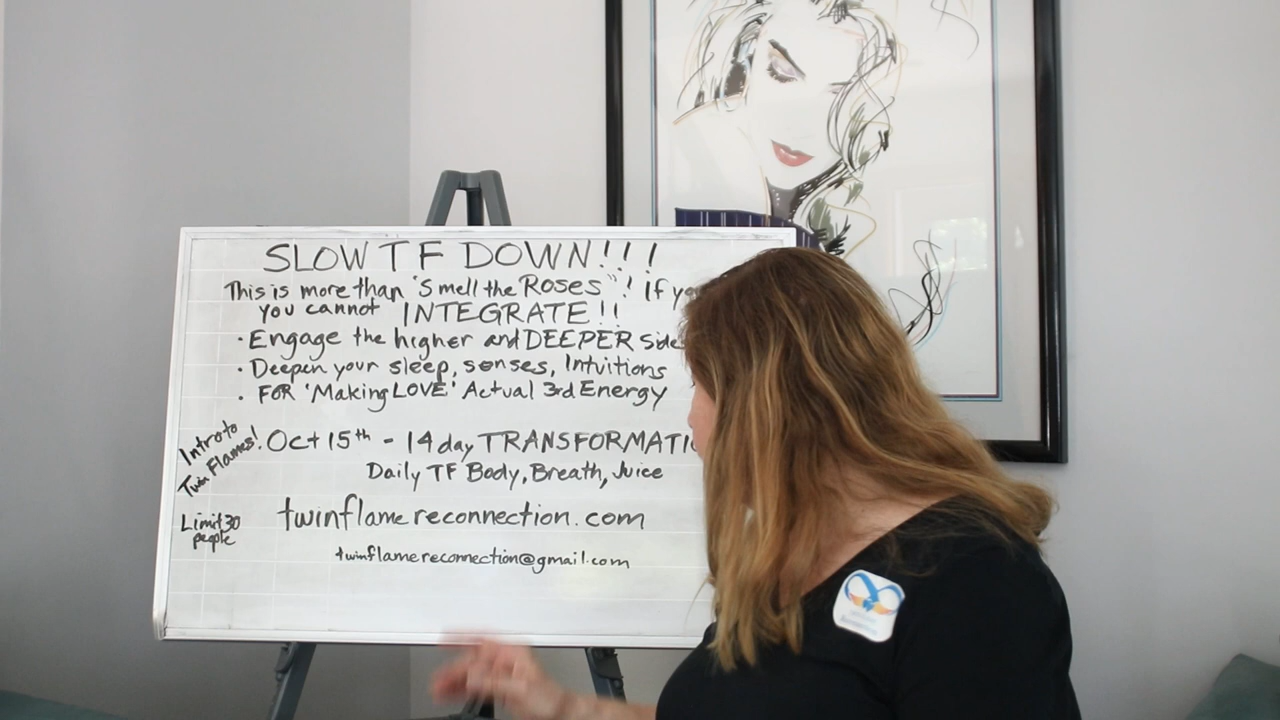 SLOW TF DOWN!!!
This is more than 'Smell the Roses"! If
you cannot INTEGRATE!!
• Engage the higher and DEEPER Side
• Deepen your sleep, senses, Intuitions
• FOR 'Making LOVE' Actual 3rd Energy
Intro to
Twin Flames!
Oct 15th - 14 day TRANSFORMATIO
Daily TF Body, Breath, Juice
Limit 30
people
twinflamereconnection.com
twinflamereconnection@gmail.com